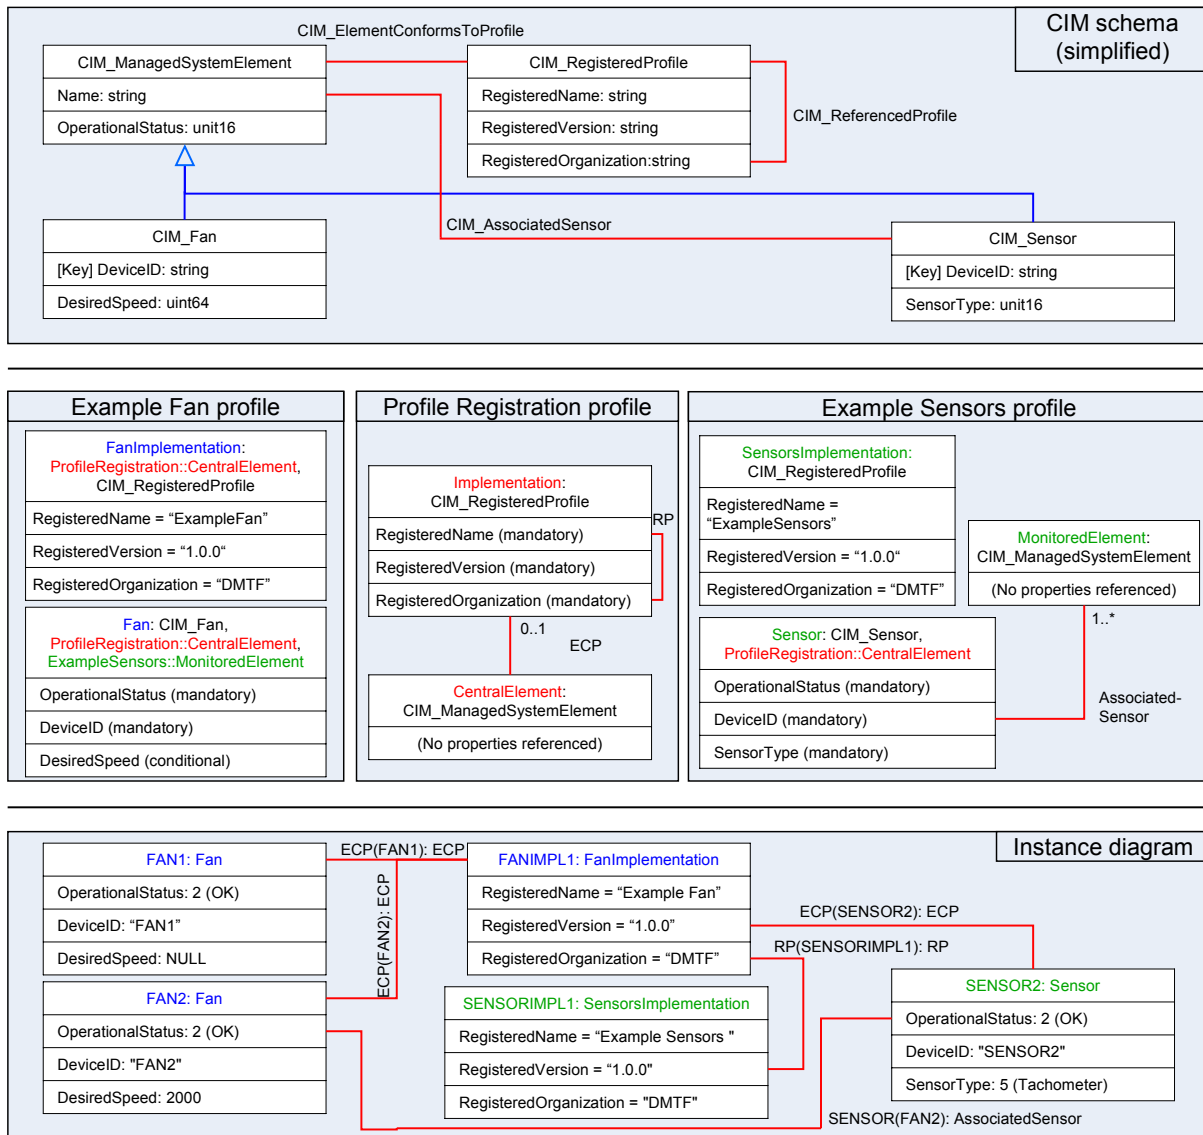 CIM schema
(simplified)
CIM_ElementConformsToProfile
CIM_ManagedSystemElement
Name: string
OperationalStatus: unit16
CIM_RegisteredProfile
RegisteredName: string
RegisteredVersion: string
RegisteredOrganization:string
CIM_ReferencedProfile
CIM_AssociatedSensor
CIM_Fan
[Key] DeviceID: string
DesiredSpeed: uint64
CIM_Sensor
[Key] DeviceID: string
SensorType: unit16
Example Fan profile
FanImplementation:
ProfileRegistration::CentralElement,
CIM_RegisteredProfile
RegisteredName = “ExampleFan”
RegisteredVersion = “1.0.0“
RegisteredOrganization = “DMTF”
Fan: CIM_Fan,
ProfileRegistration::CentralElement,
ExampleSensors::MonitoredElement
OperationalStatus (mandatory)
DeviceID (mandatory)
DesiredSpeed (conditional)
Profile Registration profile
Implementation:
CIM_RegisteredProfile
RegisteredName (mandatory)
RegisteredVersion (mandatory)
RegisteredOrganization (mandatory)
RP
0..1
ECP
CentralElement:
CIM_ManagedSystemElement
(No properties referenced)
Example Sensors profile
SensorsImplementation:
CIM_RegisteredProfile
RegisteredName =
“ExampleSensors”
RegisteredVersion = “1.0.0“
RegisteredOrganization = “DMTF”
MonitoredElement:
CIM_ManagedSystemElement
(No properties referenced)
1..*
Sensor: CIM_Sensor,
ProfileRegistration::CentralElement
OperationalStatus (mandatory)
DeviceID (mandatory)
SensorType (mandatory)
Associated-
Sensor
Instance diagram
FAN1: Fan
OperationalStatus: 2 (OK)
DeviceID: “FAN1”
DesiredSpeed: NULL
ECP(FAN1): ECP
ECP(FAN2): ECP
FAN2: Fan
OperationalStatus: 2 (OK)
DeviceID: "FAN2"
DesiredSpeed: 2000
FANIMPL1: FanImplementation
RegisteredName = “Example Fan”
RegisteredVersion = “1.0.0”
RegisteredOrganization = “DMTF”
SENSORIMPL1: SensorsImplementation
RegisteredName = “Example Sensors "
RegisteredVersion = “1.0.0"
RegisteredOrganization = "DMTF"
ECP(SENSOR2): ECP
RP(SENSORIMPL1): RP
SENSOR2: Sensor
OperationalStatus: 2 (OK)
DeviceID: "SENSOR2"
SensorType: 5 (Tachometer)
SENSOR(FAN2): AssociatedSensor